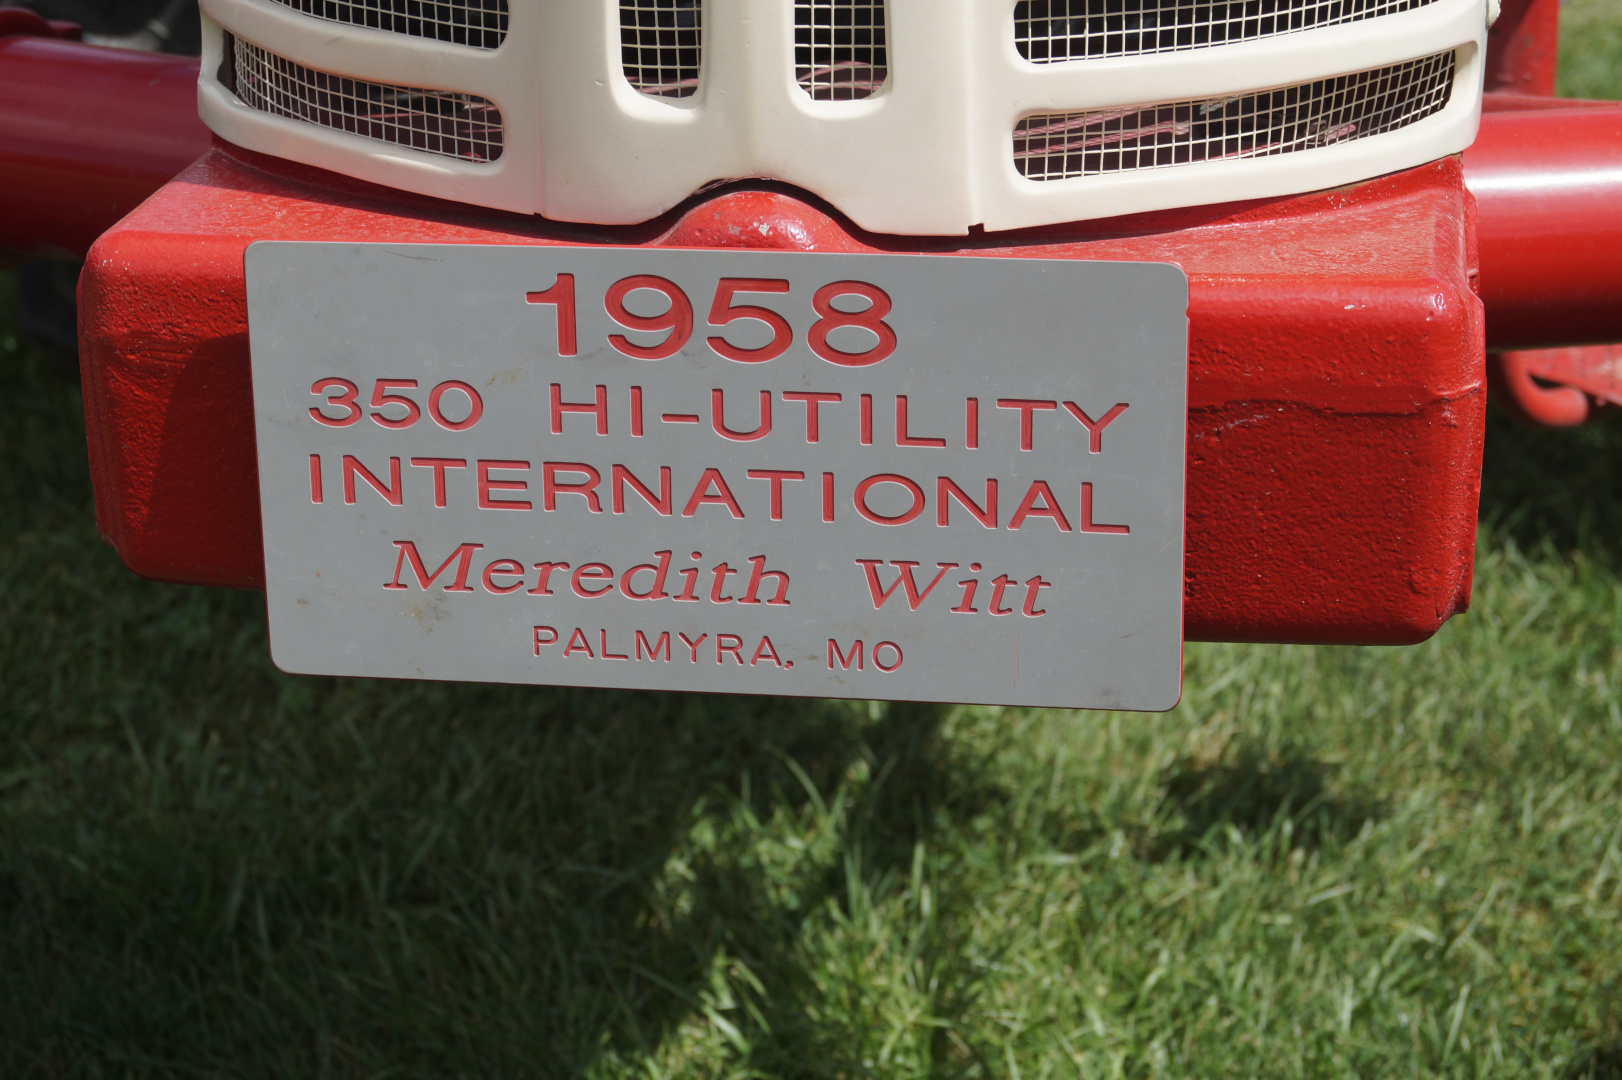 1958
350 HI-UTILITY
INTERNATIONAL
Meredith Witt
PALMYRA, MO